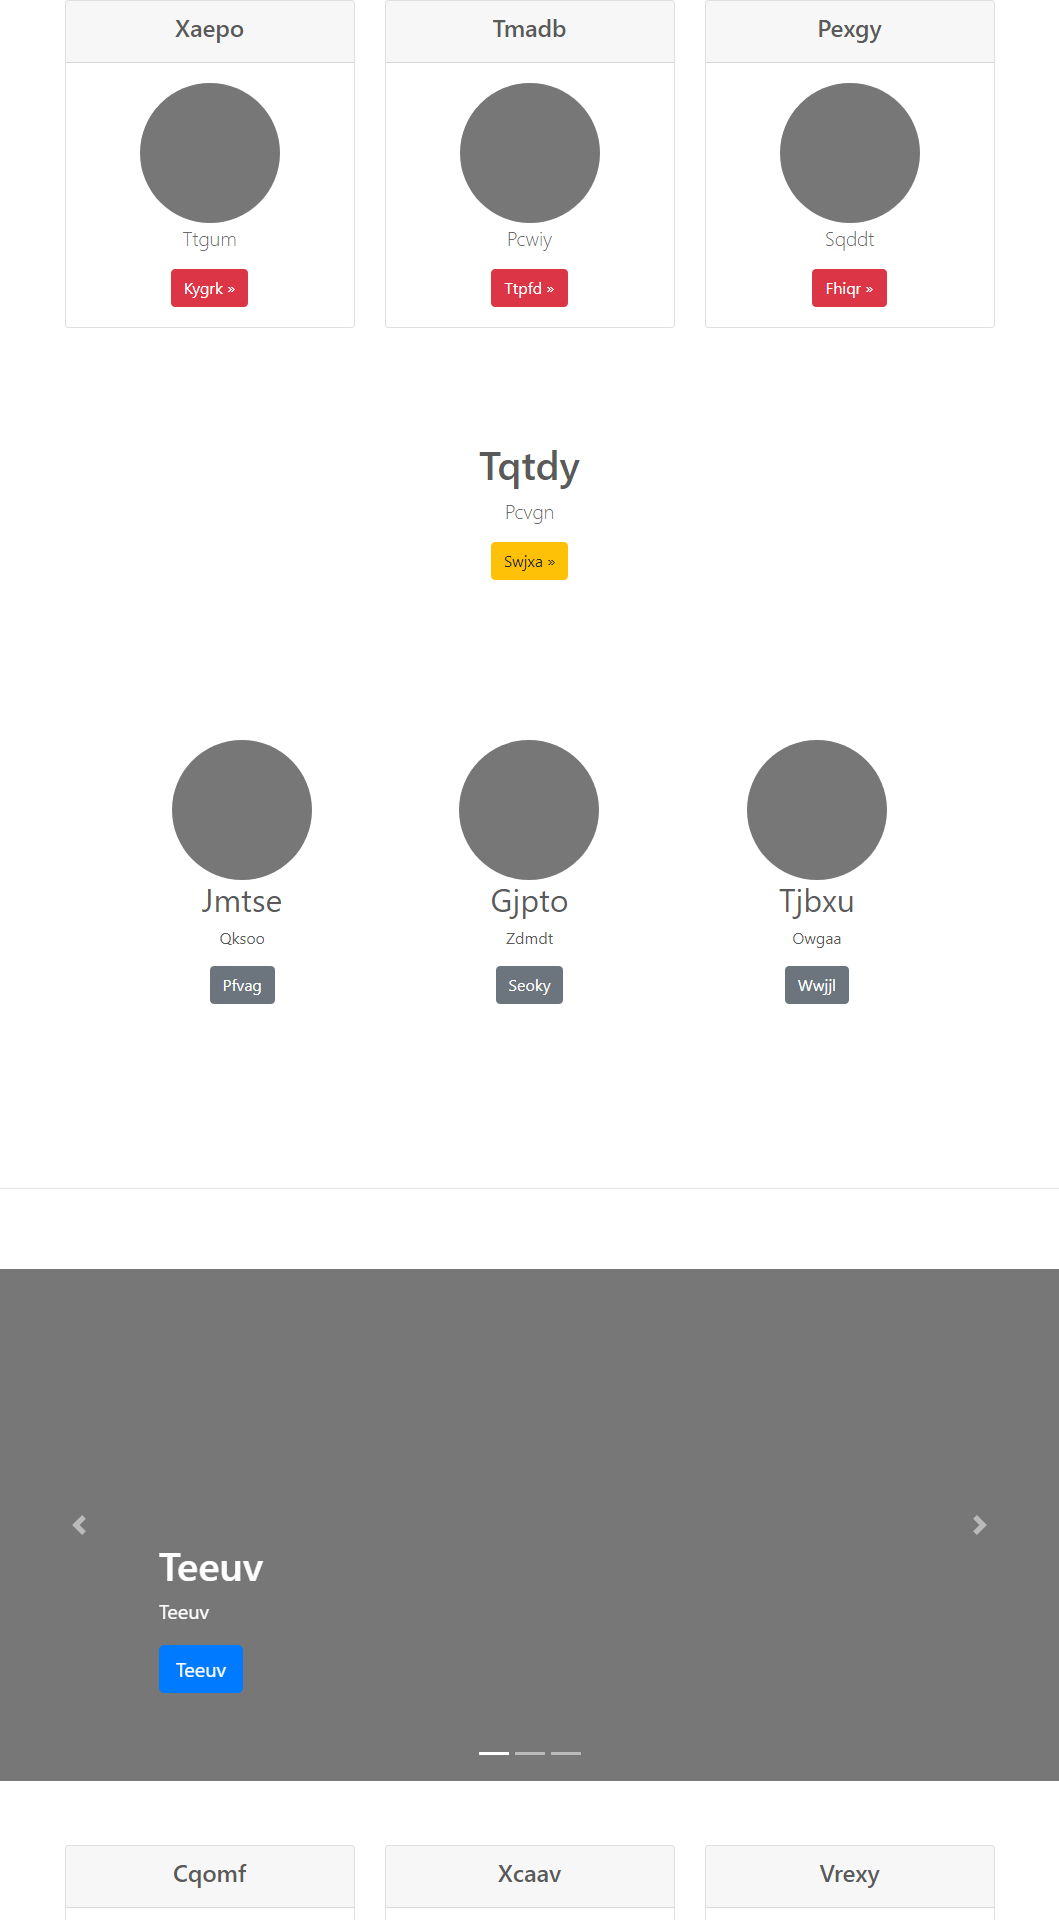 Xaepo
Tmadb
Pexgy
Ttgum
Pcwiy
Sqddt
Kygrk »
Ttpfd »
Fhiqr »
Tqtdy
Pcvgn
Swjxa »
Jmtse
Gjpto
Tjbxu
Qksoo
Zdmdt
Owgaa
Pfvag
Seoky
Wwjjl
Teeuv
Teeuv
Teeuv
Cqomf
Xcaav
Vrexy